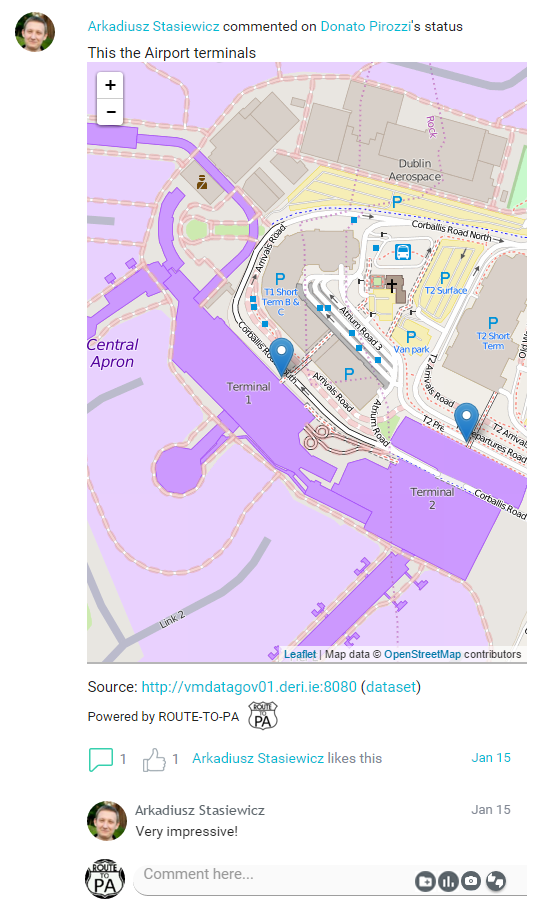 Arkadiusz Stasiewicz commented on Donato Pirozzi's status
This the Airport terminals
+
−
Rock
Dublin
Aerospace
P
Corballis Road North
Arrivals Road
P
T1 Short
Term B &
C
P
T2 Surface
Atrium Road 3
P
Van park
P
T2 Short
Term
Central
Apron
Corballis Road South
Terminal
1
P
Arrivals Road
Atrium Road
T2 Arrivals Road
T2 Arrivals
Departures Road
Terminal
2
Corballis Road
Link 2
Leaflet | Map data © OpenStreetMap contributors
Source: http://vmdatagov01.deri.ie:8080 (dataset)
Powered by ROUTE-TO-PA ROUTE TO PA
1 1 Arkadiusz Stasiewicz likes this Jan 15
Arkadiusz Stasiewicz Jan 15
Very impressive!
ROUTE
TO
PA
Comment here...